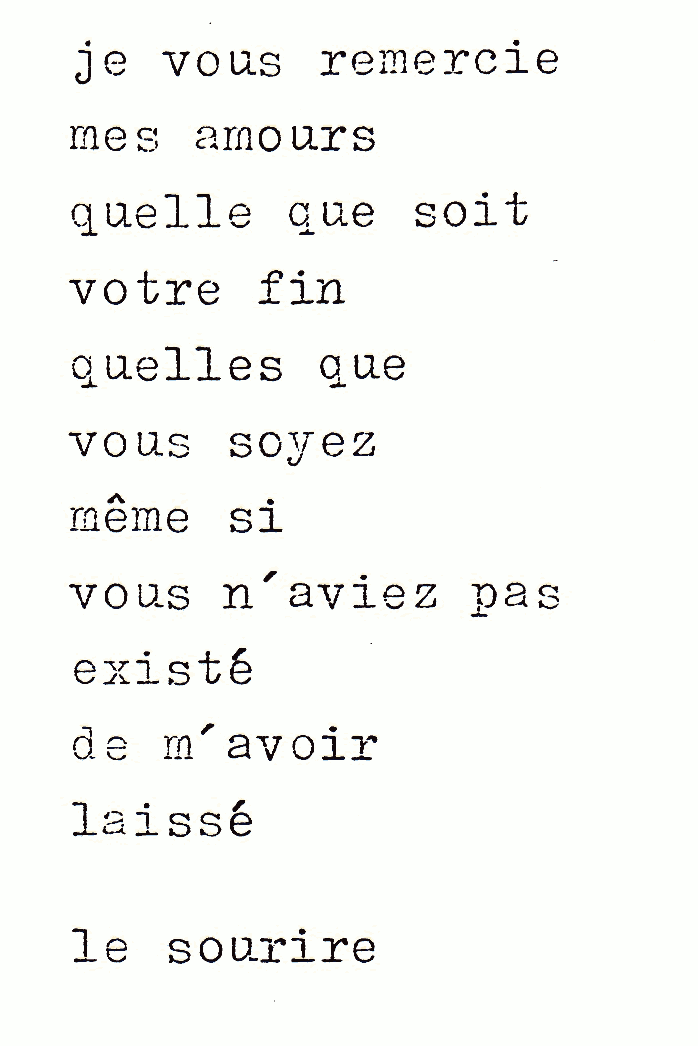 je vous remercie
mes amours
quelle que soit
votre fin
quelles que
vous soyez
même si
vous n'aviez pas
existé
de m'avoir
laissé
le sourire